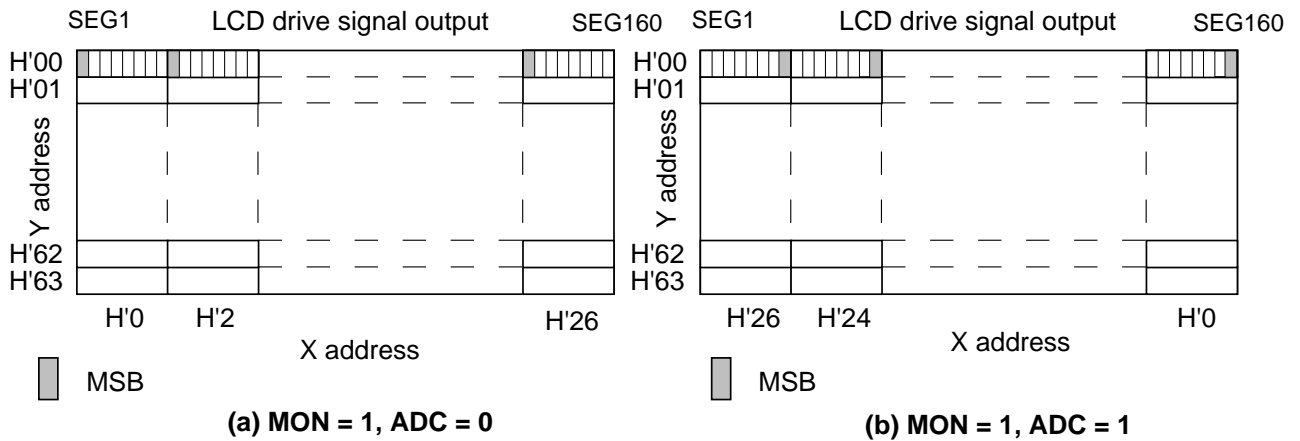 SEG1 LCD drive signal output SEG160
H'00
H'01
Y address
H'62
H'63
H'0 H'2 H'26
X address
MSB
(a) MON = 1, ADC = 0
SEG1 LCD drive signal output SEG160
H'00
H'01
Y address
H'62
H'63
H'26 H'24 H'0
X address
MSB
(b) MON = 1, ADC = 1